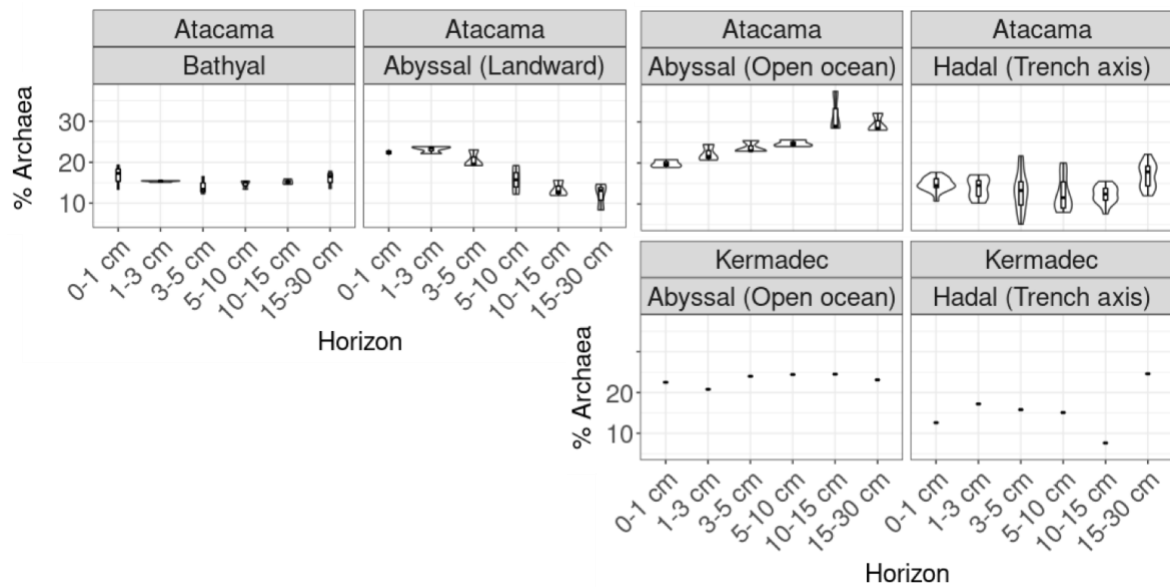 Atacama
Bathyal
Atacama
Abyssal (Landward)
Atacama
Abyssal (Open ocean)
Atacama
Hadal (Trench axis)
% Archaea
30
20
10
0-1 cm
1-3 cm
3-5 cm
5-10 cm
10-15 cm
15-30 cm
0-1 cm
1-3 cm
3-5 cm
5-10 cm
10-15 cm
15-30 cm
Horizon
Kermadec
Abyssal (Open ocean)
Kermadec
Hadal (Trench axis)
% Archaea
20
10
0-1 cm
1-3 cm
3-5 cm
5-10 cm
10-15 cm
15-30 cm
0-1 cm
1-3 cm
3-5 cm
5-10 cm
10-15 cm
15-30 cm
Horizon